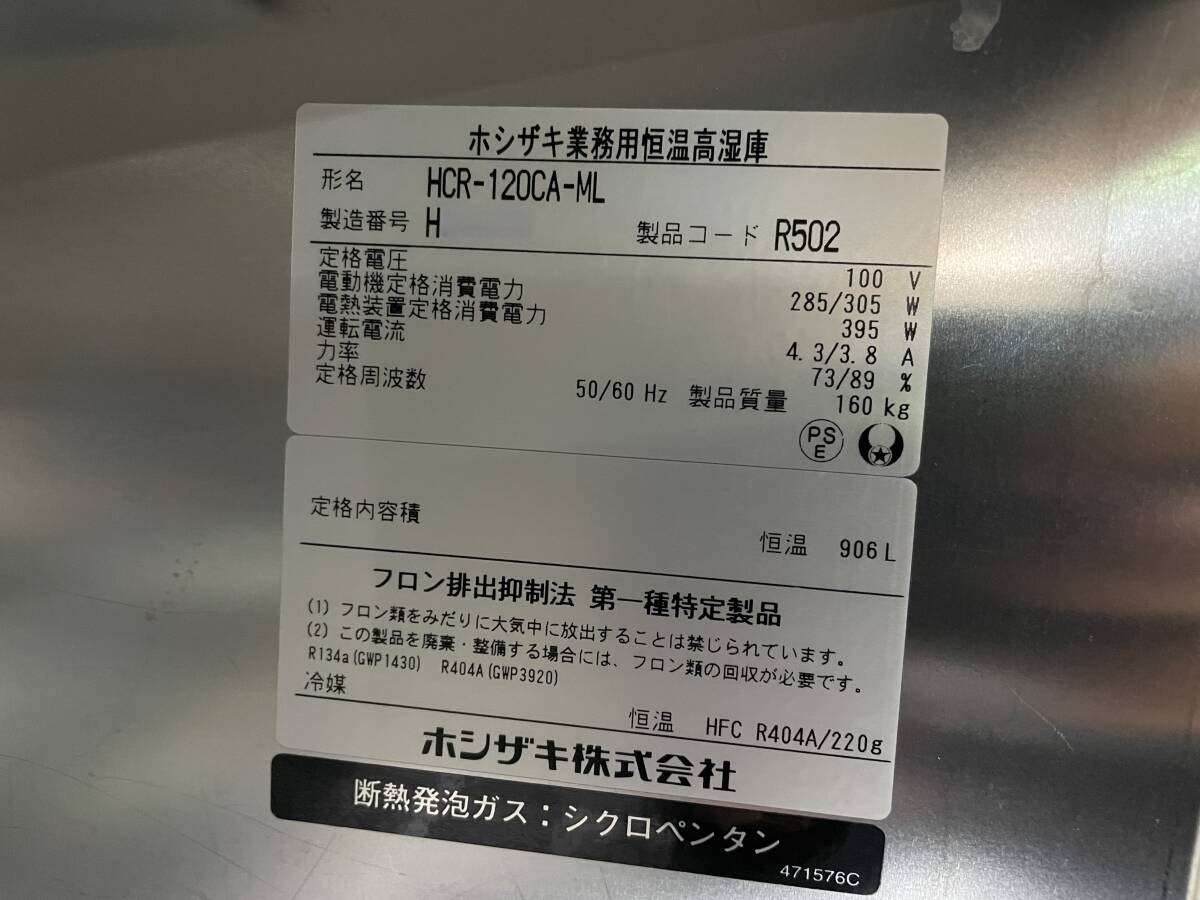 ホシザキ業務用恒温高湿庫
形名 HCR-120CA-ML
製造番号 H 製品コード R502
定格電圧 100 V
電動機定格消費電力 285/305 W
電熱装置定格消費電力 395 W
運転電流 4.3/3.8 A
力率 73/89 %
定格周波数 50/60 Hz 製品質量 160 kg
PS
E
定格内容積
恒温 906 L
フロン排出抑制法 第一種特定製品
(1) フロン類をみだりに大気中に放出することは禁じられています。
(2) この製品を廃棄・整備する場合には、フロン類の回収が必要です。
R134a(GWP1430) R404A(GWP3920)
冷媒
恒温 HFC R404A/220g
ホシザキ株式会社
断熱発泡ガス：シクロペンタン
471576C